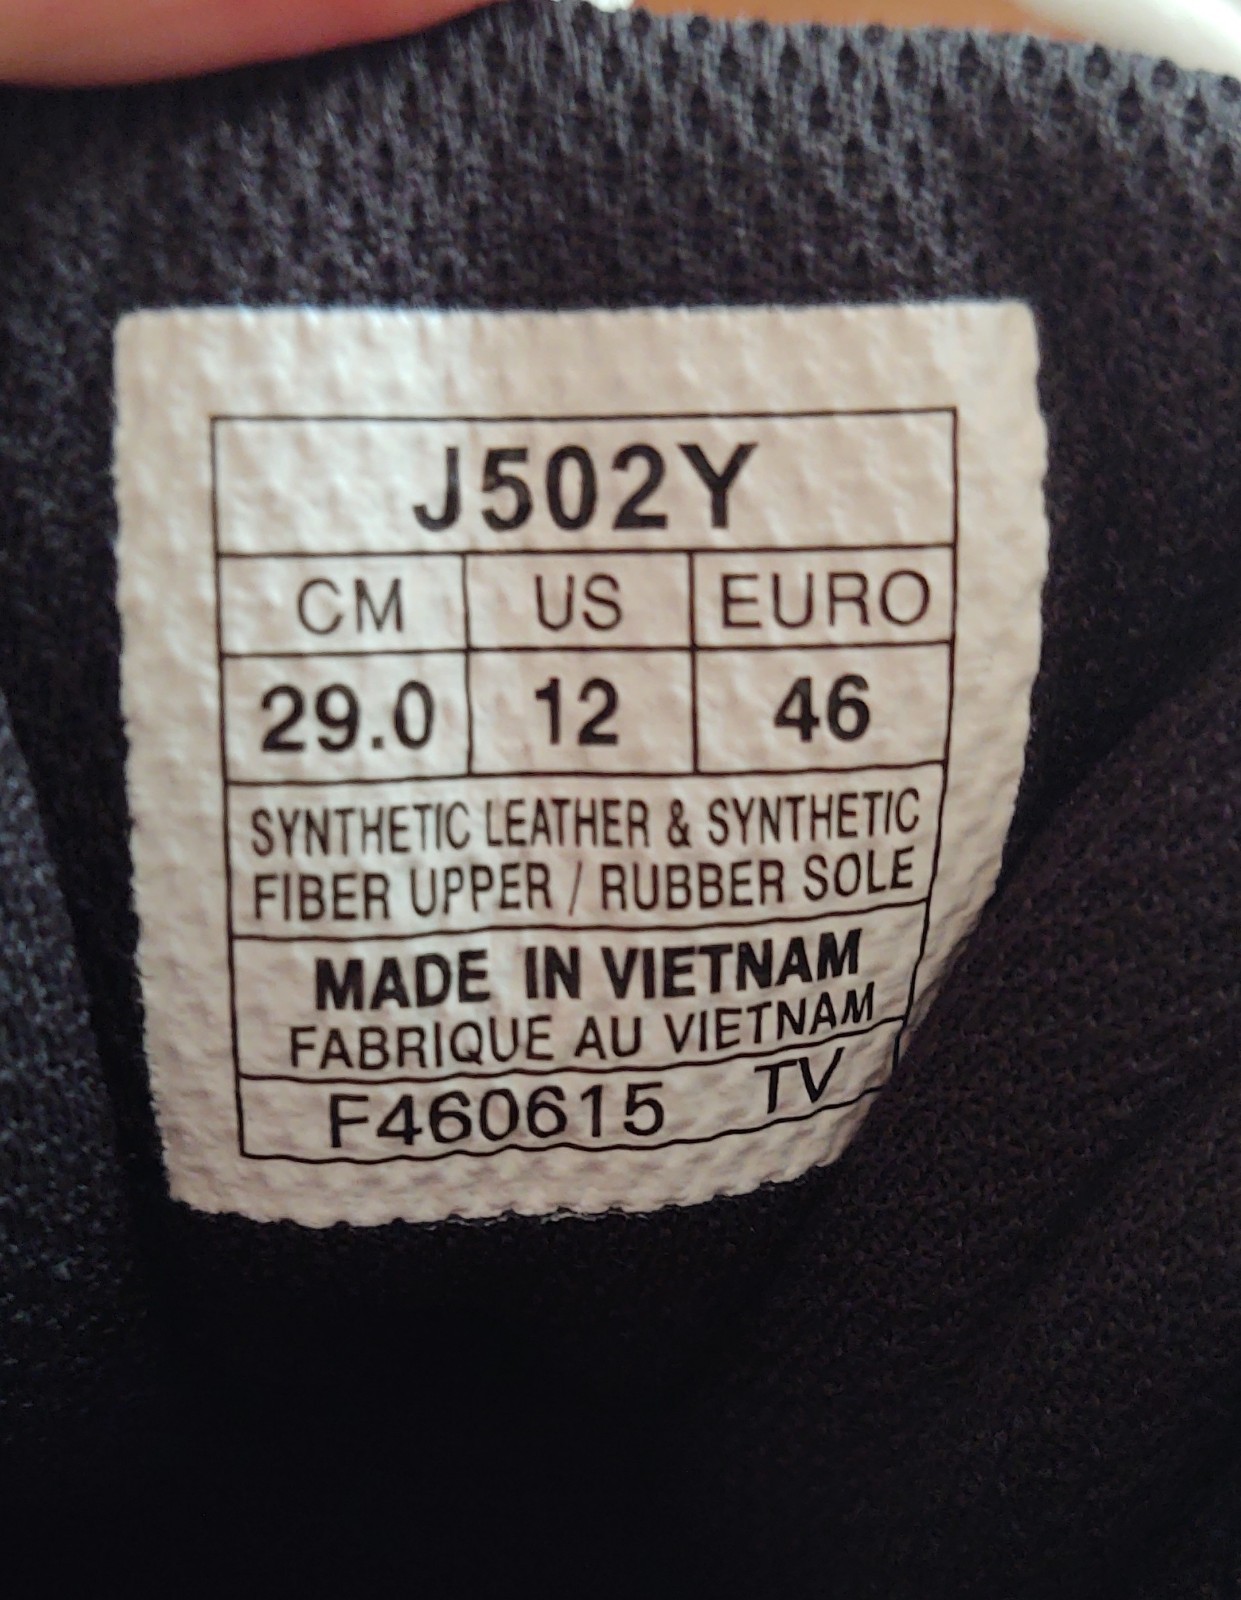 J502Y
CM US EURO
29.0 12 46
SYNTHETIC LEATHER & SYNTHETIC
FIBER UPPER / RUBBER SOLE
MADE IN VIETNAM
FABRIQUE AU VIETNAM
F460615 TV